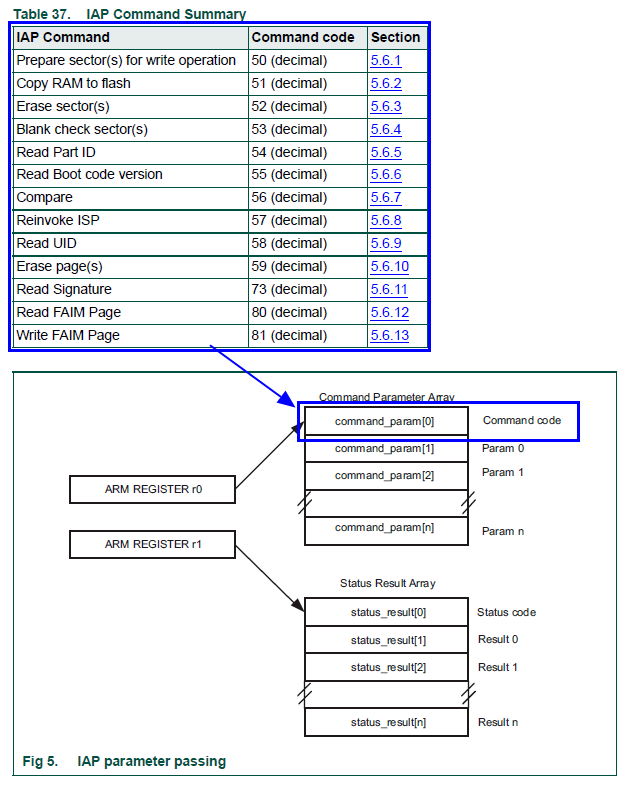 Table 37. IAP Command Summary
IAP Command Command code Section
Prepare sector(s) for write operation 50 (decimal) 5.6.1
Copy RAM to flash 51 (decimal) 5.6.2
Erase sector(s) 52 (decimal) 5.6.3
Blank check sector(s) 53 (decimal) 5.6.4
Read Part ID 54 (decimal) 5.6.5
Read Boot code version 55 (decimal) 5.6.6
Compare 56 (decimal) 5.6.7
Reinvoke ISP 57 (decimal) 5.6.8
Read UID 58 (decimal) 5.6.9
Erase page(s) 59 (decimal) 5.6.10
Read Signature 73 (decimal) 5.6.11
Read FAIM Page 80 (decimal) 5.6.12
Write FAIM Page 81 (decimal) 5.6.13
Command Parameter Array
command_param[0] Command code
command_param[1] Param 0
command_param[2] Param 1
ARM REGISTER r0
command_param[n] Param n
ARM REGISTER r1
Status Result Array
status_result[0] Status code
status_result[1] Result 0
status_result[2] Result 1
status_result[n] Result n
Fig 5. IAP parameter passing